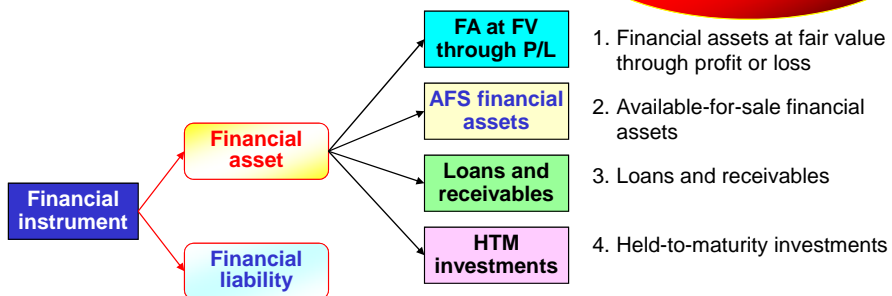 Financial
instrument
Financial
asset
Financial
liability
FA at FV
through P/L
AFS financial
assets
Loans and
receivables
HTM
investments
1. Financial assets at fair value
through profit or loss
2. Available-for-sale financial
assets
3. Loans and receivables
4. Held-to-maturity investments